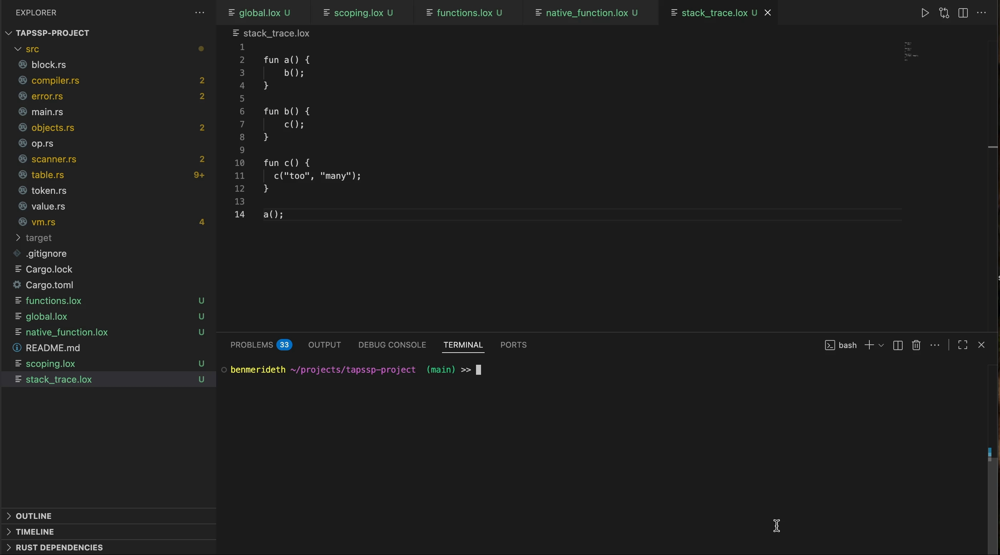 EXPLORER
TAPSSP-PROJECT
src
block.rs
compiler.rs 2
error.rs 2
main.rs
objects.rs 2
op.rs
scanner.rs 2
table.rs 9+
token.rs
value.rs
vm.rs 4
target
.gitignore
Cargo.lock
Cargo.toml
functions.lox U
global.lox U
native_function.lox U
README.md
scoping.lox U
stack_trace.lox U
OUTLINE
TIMELINE
RUST DEPENDENCIES
global.lox U scoping.lox U functions.lox U native_function.lox U stack_trace.lox U
stack_trace.lox
1
2 fun a() {
3 b();
4 }
5
6 fun b() {
7 c();
8 }
9
10 fun c() {
11 c("too", "many");
12 }
13
14 a();
PROBLEMS 33 OUTPUT DEBUG CONSOLE TERMINAL PORTS bash
benmerideth ~/projects/tapssp-project (main) >>